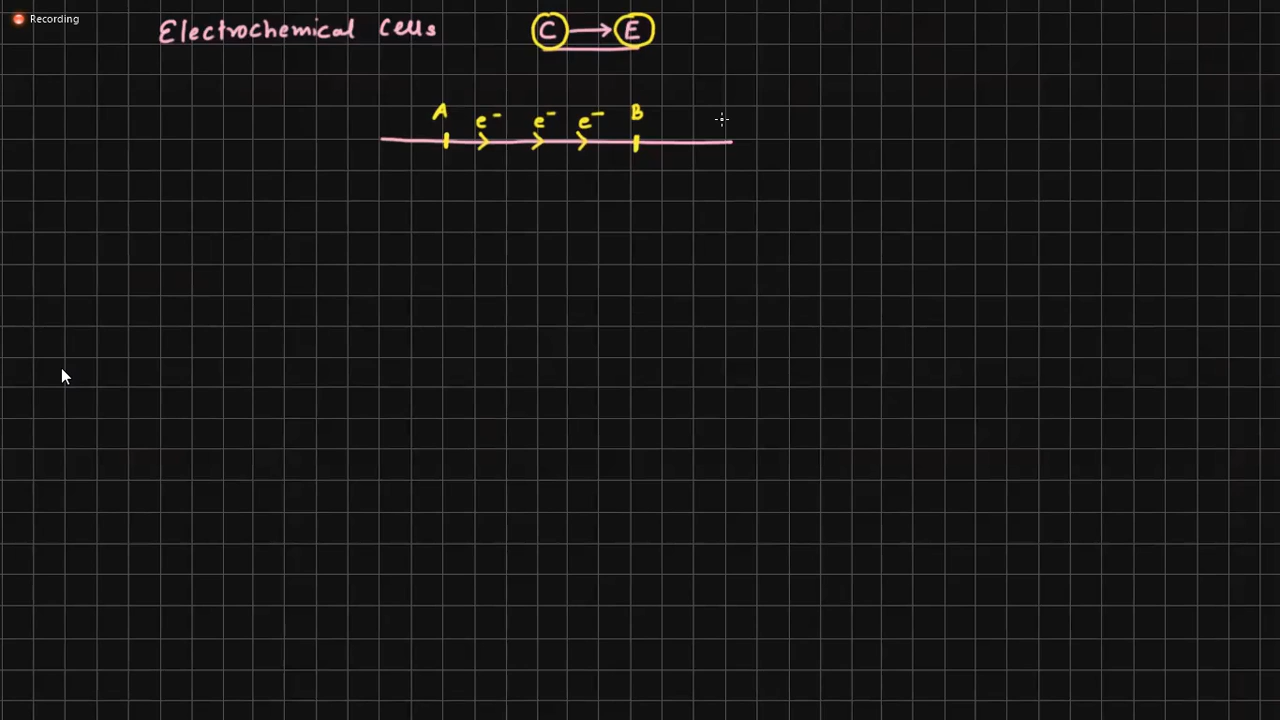 Recording
Electrochemical Cells C → E
A e⁻ e⁻ e⁻ B